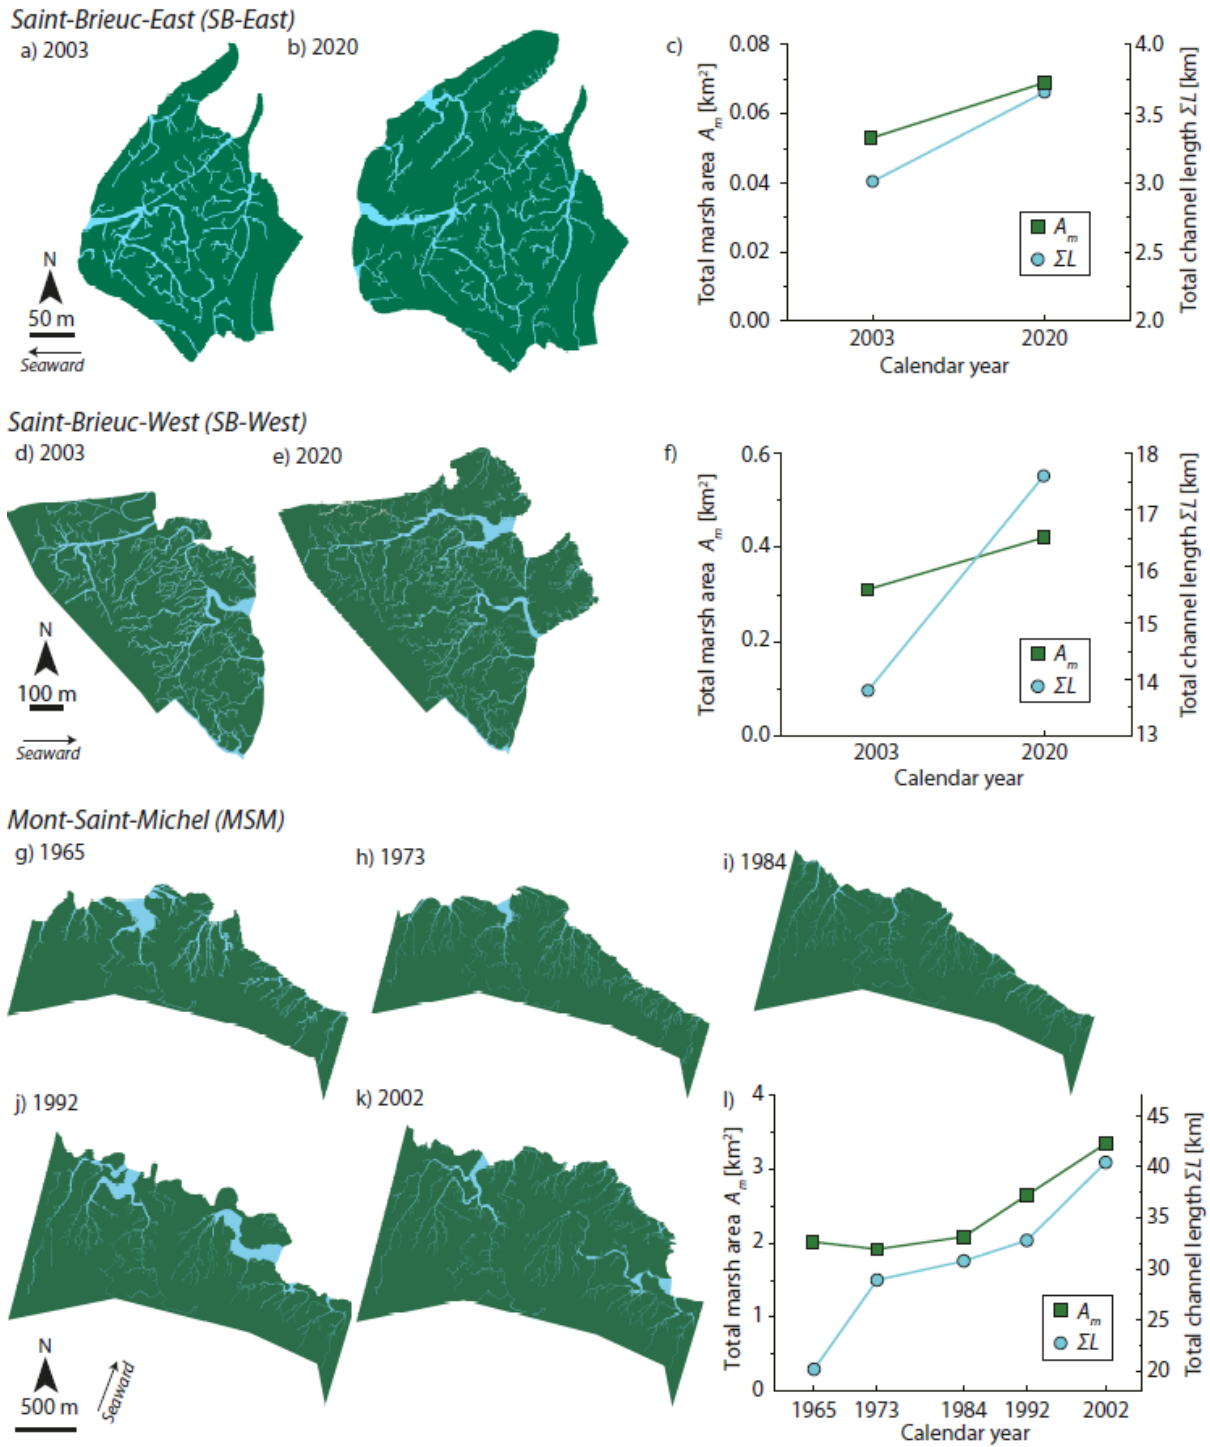 Saint-Brieuc-East (SB-East)
a) 2003
b) 2020
c)
N
50 m
Seaward
Total marsh area Am [km²]
0.08
0.06
0.04
0.02
0.00
4.0
3.5
3.0
2.5
2.0
Total channel length ΣL [km]
Am
ΣL
2003
2020
Calendar year
Saint-Brieuc-West (SB-West)
d) 2003
e) 2020
f)
N
100 m
Seaward
Total marsh area Am [km²]
0.6
0.4
0.2
0.0
18
17
16
15
14
13
Total channel length ΣL [km]
Am
ΣL
2003
2020
Calendar year
Mont-Saint-Michel (MSM)
g) 1965
h) 1973
i) 1984
j) 1992
k) 2002
l)
N
500 m
Seaward
Total marsh area Am [km²]
4
3
2
1
0
45
40
35
30
25
20
Total channel length ΣL [km]
Am
ΣL
1965
1973
1984
1992
2002
Calendar year